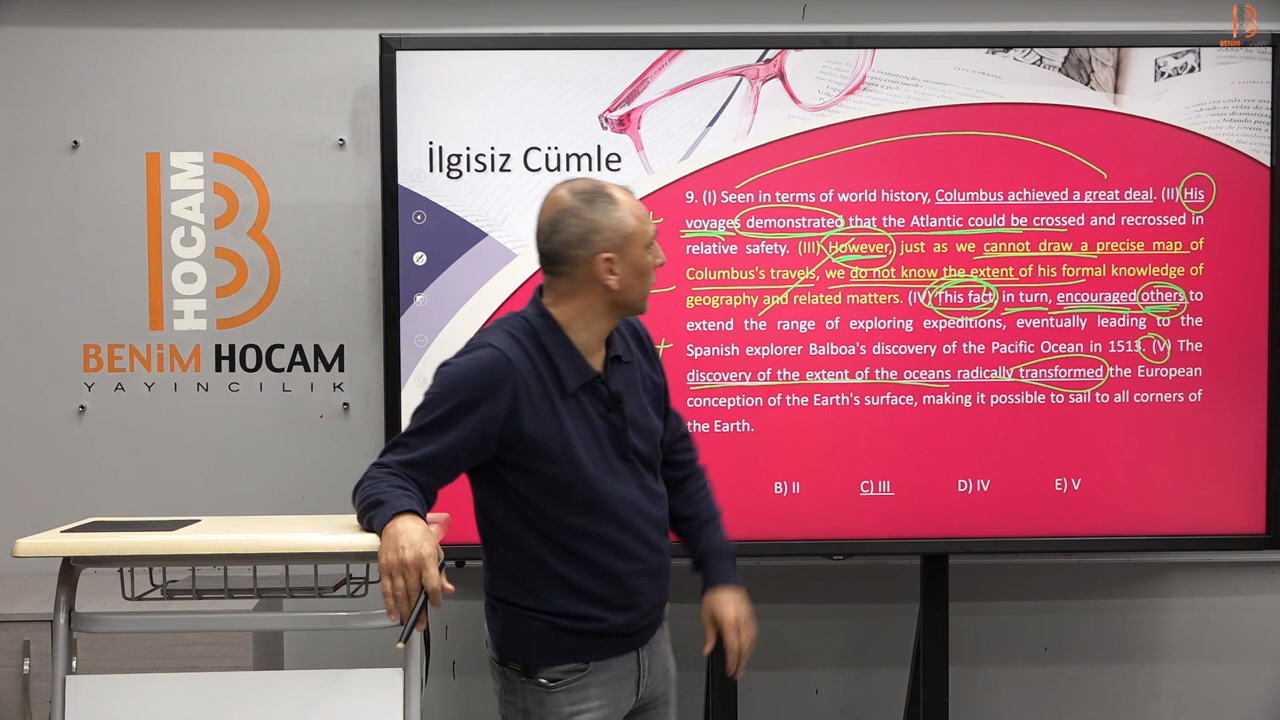 BENİM HOCAM
HOCAM
BENİM HOCAM
YAYINCILIK
İlgisiz Cümle
9. (I) Seen in terms of world history, Columbus achieved a great deal. (II) His
voyages demonstrated that the Atlantic could be crossed and recrossed in
relative safety. (III) However, just as we cannot draw a precise map of
Columbus's travels, we do not know the extent of his formal knowledge of
geography and related matters. (IV) This fact, in turn, encouraged others to
extend the range of exploring expeditions, eventually leading to the
Spanish explorer Balboa's discovery of the Pacific Ocean in 1513. (V) The
discovery of the extent of the oceans radically transformed the European
conception of the Earth's surface, making it possible to sail to all corners of
the Earth.
B) II C) III D) IV E) V